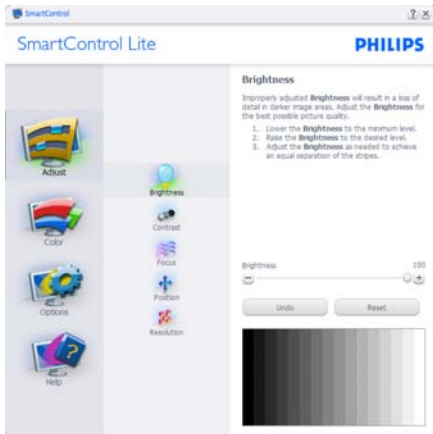 SmartControl
SmartControl Lite
PHILIPS
Adjust
Color
Options
Help
Brightness
Contrast
Focus
Position
Resolution
Brightness
Improperly adjusted Brightness will result in a loss of
detail in darker image areas. Adjust the Brightness for
the best possible picture quality.
1. Lower the Brightness to the minimum level.
2. Raise the Brightness to the desired level.
3. Adjust the Brightness as needed to achieve
an equal separation of the stripes.
Brightness 100
Undo Reset